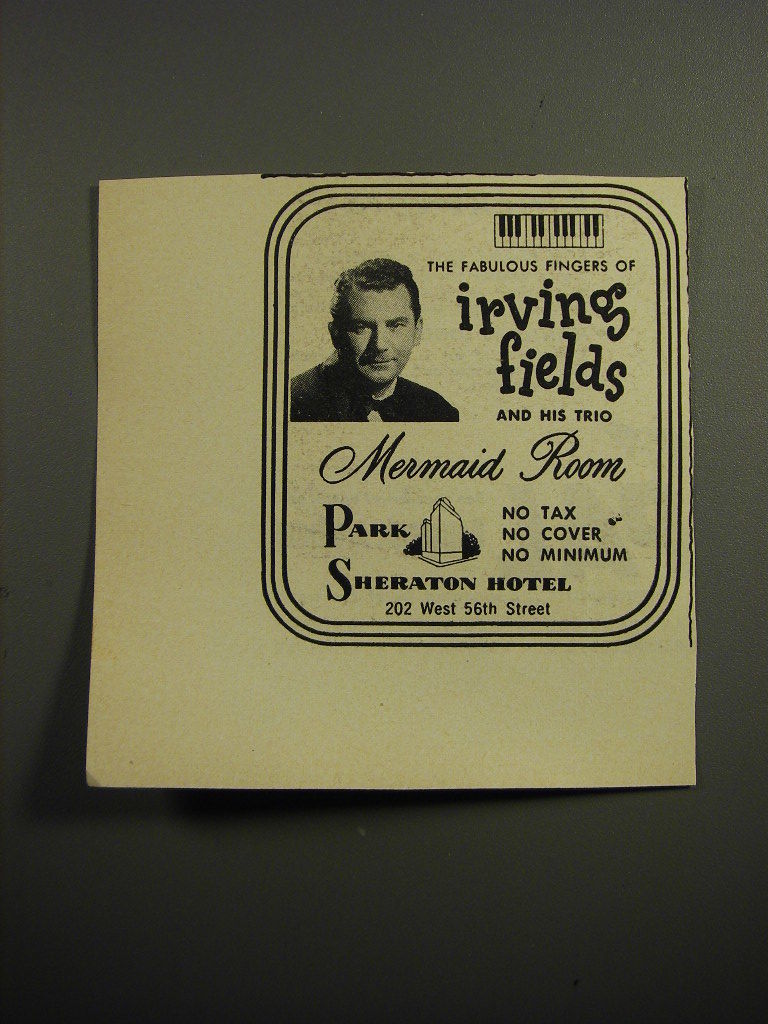 THE FABULOUS FINGERS OF
irving
fields
AND HIS TRIO
Mermaid Room
PARK
SHERATON HOTEL
NO TAX
NO COVER
NO MINIMUM
202 West 56th Street